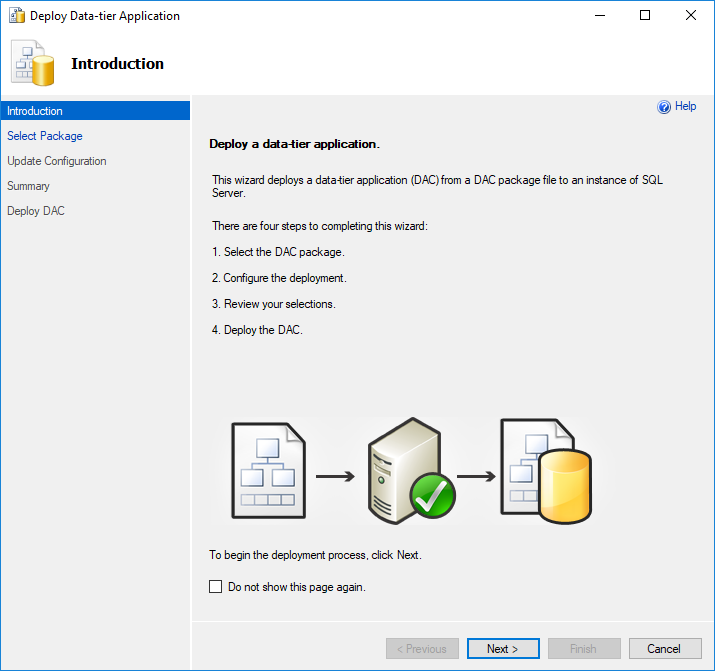 Deploy Data-tier Application
Introduction
Introduction
Select Package
Update Configuration
Summary
Deploy DAC
Help
Deploy a data-tier application.
This wizard deploys a data-tier application (DAC) from a DAC package file to an instance of SQL
Server.
There are four steps to completing this wizard:
1. Select the DAC package.
2. Configure the deployment.
3. Review your selections.
4. Deploy the DAC.
To begin the deployment process, click Next.
Do not show this page again.
< Previous
Next >
Finish
Cancel